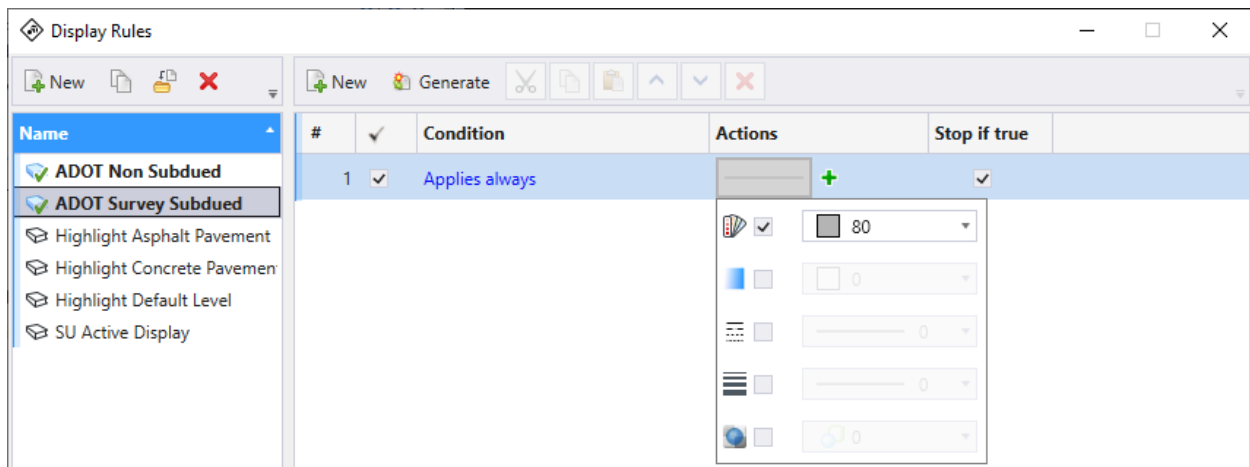 Display Rules
New
New Generate
Name
# Condition Actions Stop if true
ADOT Non Subdued
1 Applies always
ADOT Survey Subdued
Highlight Asphalt Pavement
80
Highlight Concrete Pavemen
0
Highlight Default Level
SU Active Display
0
0
0